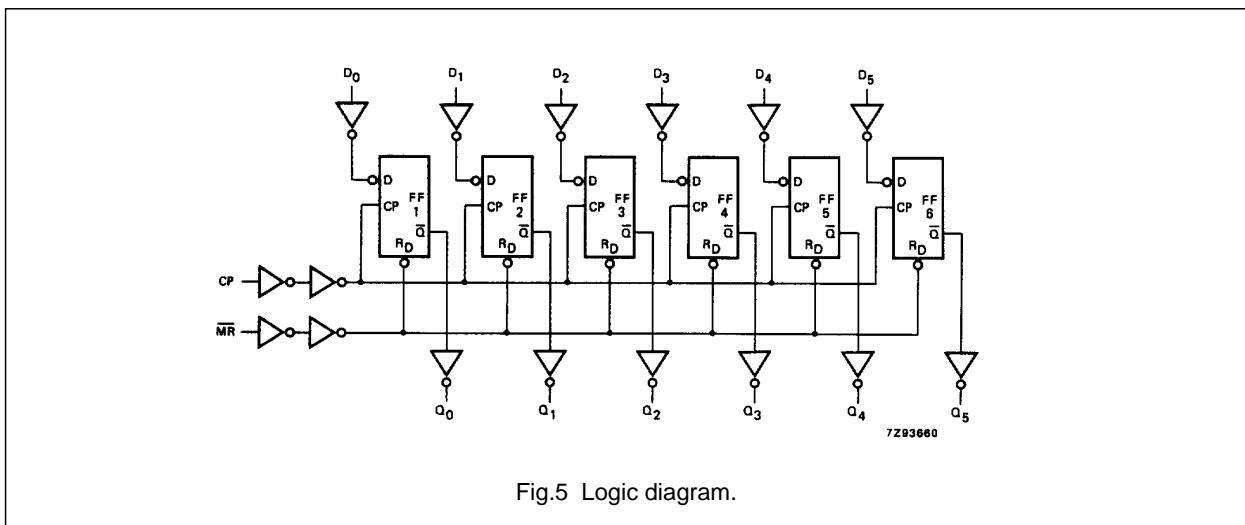 D0 D1 D2 D3 D4 D5
D D D D D D
FF 1 FF 2 FF 3 FF 4 FF 5 FF 6
CP CP CP CP CP CP
Q̅ Q̅ Q̅ Q̅ Q̅ Q̅
RD RD RD RD RD RD
CP
M̅R̅
Q0 Q1 Q2 Q3 Q4 Q5
7Z93660
Fig.5 Logic diagram.